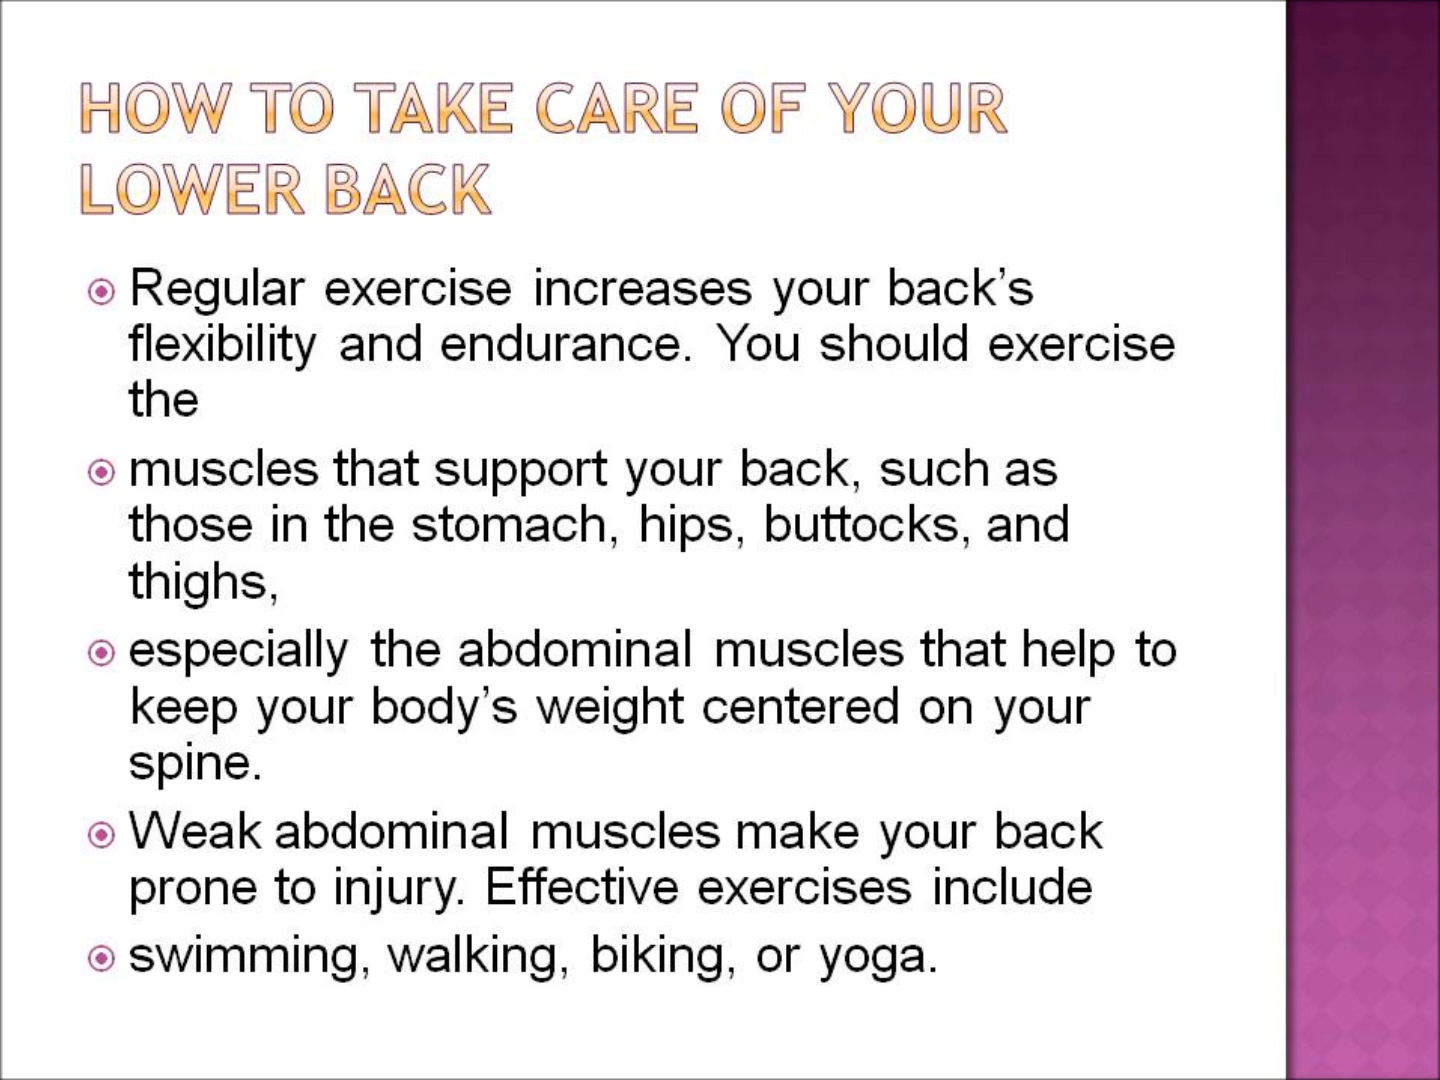 HOW TO TAKE CARE OF YOUR
LOWER BACK
Regular exercise increases your back’s
flexibility and endurance. You should exercise
the
muscles that support your back, such as
those in the stomach, hips, buttocks, and
thighs,
especially the abdominal muscles that help to
keep your body’s weight centered on your
spine.
Weak abdominal muscles make your back
prone to injury. Effective exercises include
swimming, walking, biking, or yoga.